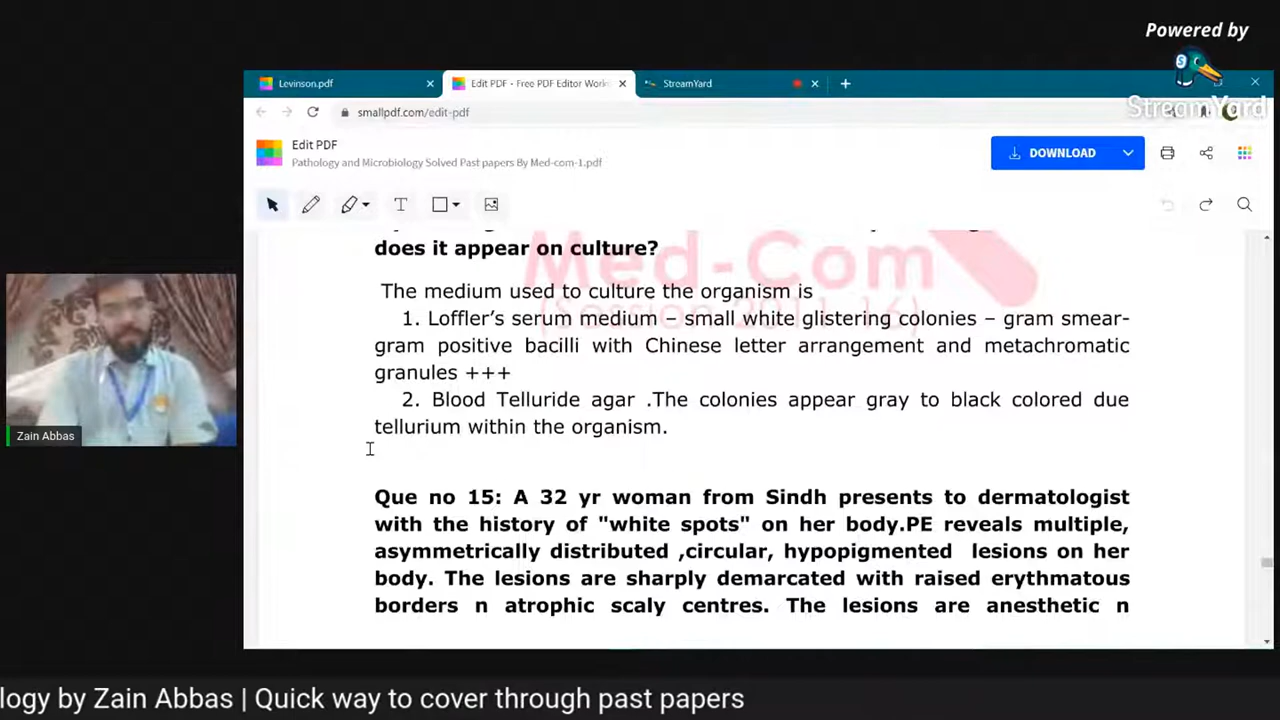 Powered by
StreamYard
Levinson.pdf
Edit PDF - Free PDF Editor Work
StreamYard
smallpdf.com/edit-pdf
Edit PDF
Pathology and Microbiology Solved Past papers By Med-com-1.pdf
DOWNLOAD
T
does it appear on culture?
Med-Com
The medium used to culture the organism is
1. Loffler's serum medium – small white glistering colonies – gram smear-
gram positive bacilli with Chinese letter arrangement and metachromatic
granules +++
2. Blood Telluride agar .The colonies appear gray to black colored due
tellurium within the organism.
Que no 15: A 32 yr woman from Sindh presents to dermatologist
with the history of "white spots" on her body.PE reveals multiple,
asymmetrically distributed ,circular, hypopigmented lesions on her
body. The lesions are sharply demarcated with raised erythmatous
borders n atrophic scaly centres. The lesions are anesthetic n
Zain Abbas
logy by Zain Abbas | Quick way to cover through past papers